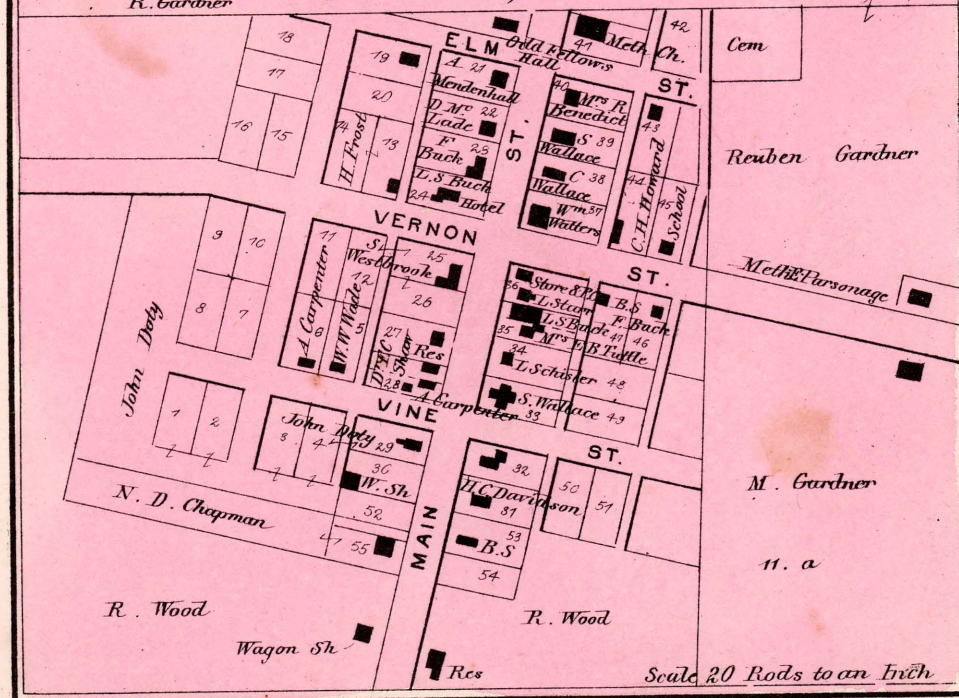 R. Gardner
18
17
16
15
19
20
14
H. Frost
13
ELM ST.
Odd Fellows
Hall
41
Meth Ch.
42
Cem
A 21
Mendenhall
D. Mc 22
Lade
F 23
Buck
L.S Buck
24 Hotel
ST.
40 Mrs R.
Benedict
S 39
Wallace
C 38
Wallace
Wm 37
Watters
43
44
C.H. Howard
45
School
Reuben Gardner
VERNON ST.
Meth E Parsonage
9
10
8
7
John Doty
11
A Carpenter
6
12
W.W. Wade
5
S.
Westbrook
25
26
27
Dr. T.C
Shaw
Res
28
A Carpenter
36 Store & P.O
L Starr
L S Buck
35 Mrs E B Tuttle
34
L Schisler
S. Wallace
33
B.S
F. Buck
47
46
48
49
VINE ST.
1
2
John Doty
3
4
29
30
W. Sh
52
55
N. D. Chapman
32
H.C. Davidson
31
53
B.S
54
50
51
MAIN
M. Gardner
11. a
R. Wood
R. Wood
Wagon Sh
Res
Scale 20 Rods to an Inch